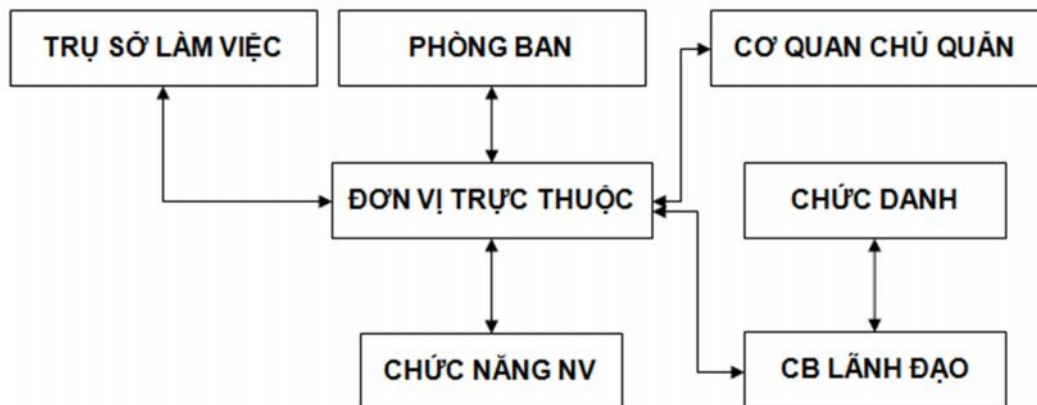 TRỤ SỞ LÀM VIỆC
PHÒNG BAN
CƠ QUAN CHỦ QUẢN
ĐƠN VỊ TRỰC THUỘC
CHỨC DANH
CHỨC NĂNG NV
CB LÃNH ĐẠO